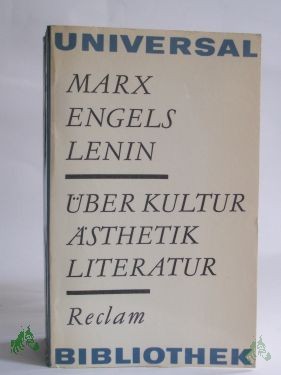 UNIVERSAL
MARX
ENGELS
LENIN
ÜBER KULTUR
ÄSTHETIK
LITERATUR
Reclam
BIBLIOTHEK